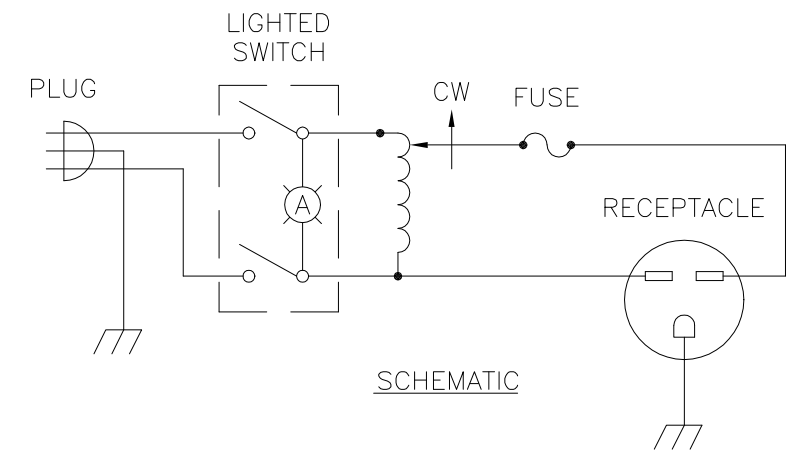 LIGHTED
SWITCH
PLUG
CW
FUSE
A
RECEPTACLE
SCHEMATIC